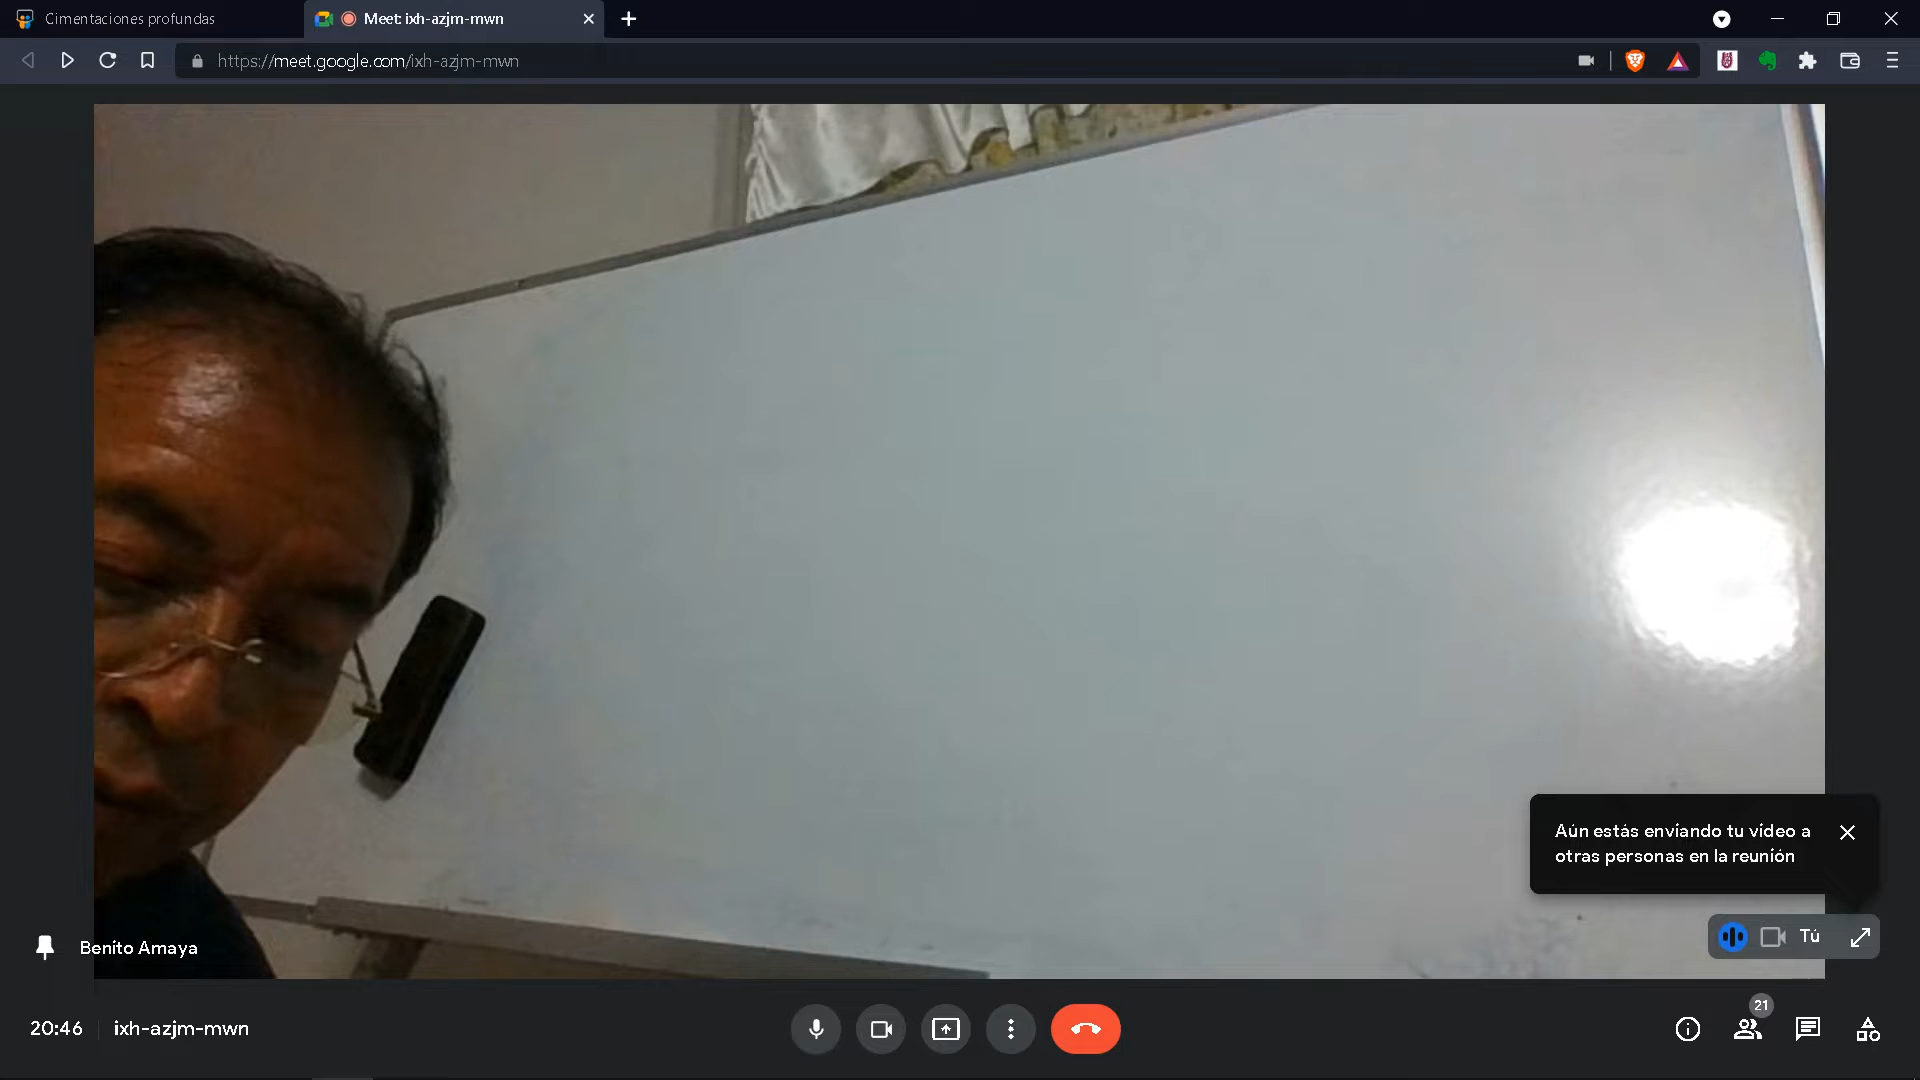 Cimentaciones profundas
Meet: ixh-azjm-mwn
https://meet.google.com/ixh-azjm-mwn
Aún estás enviando tu video a
otras personas en la reunión
Tú
Benito Amaya
20:46
ixh-azjm-mwn
21